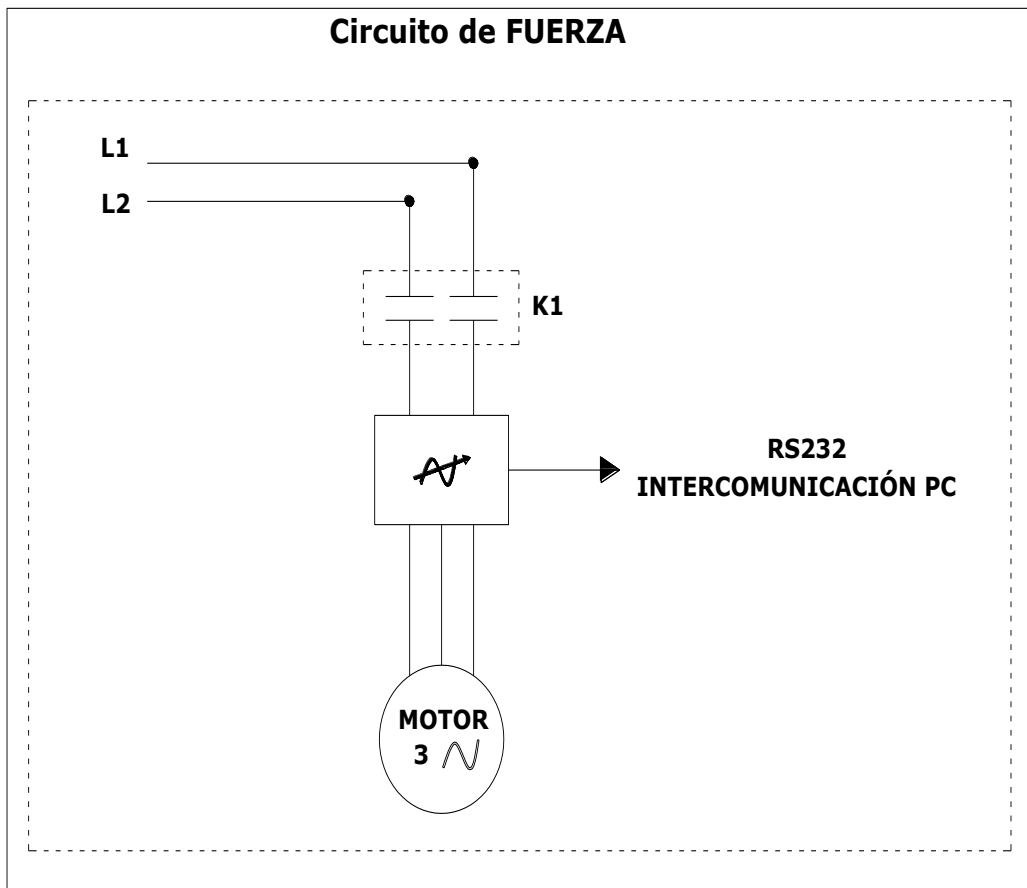 Circuito de FUERZA
L1
L2
K1
RS232
INTERCOMUNICACIÓN PC
MOTOR
3